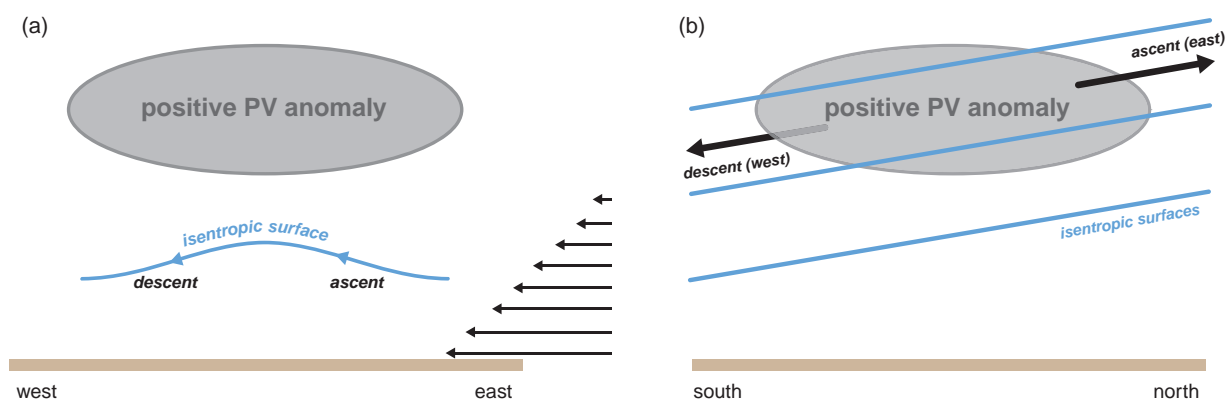 (a)
positive PV anomaly
isentropic surface
descent
ascent
west
east
(b)
ascent (east)
positive PV anomaly
descent (west)
isentropic surfaces
south
north